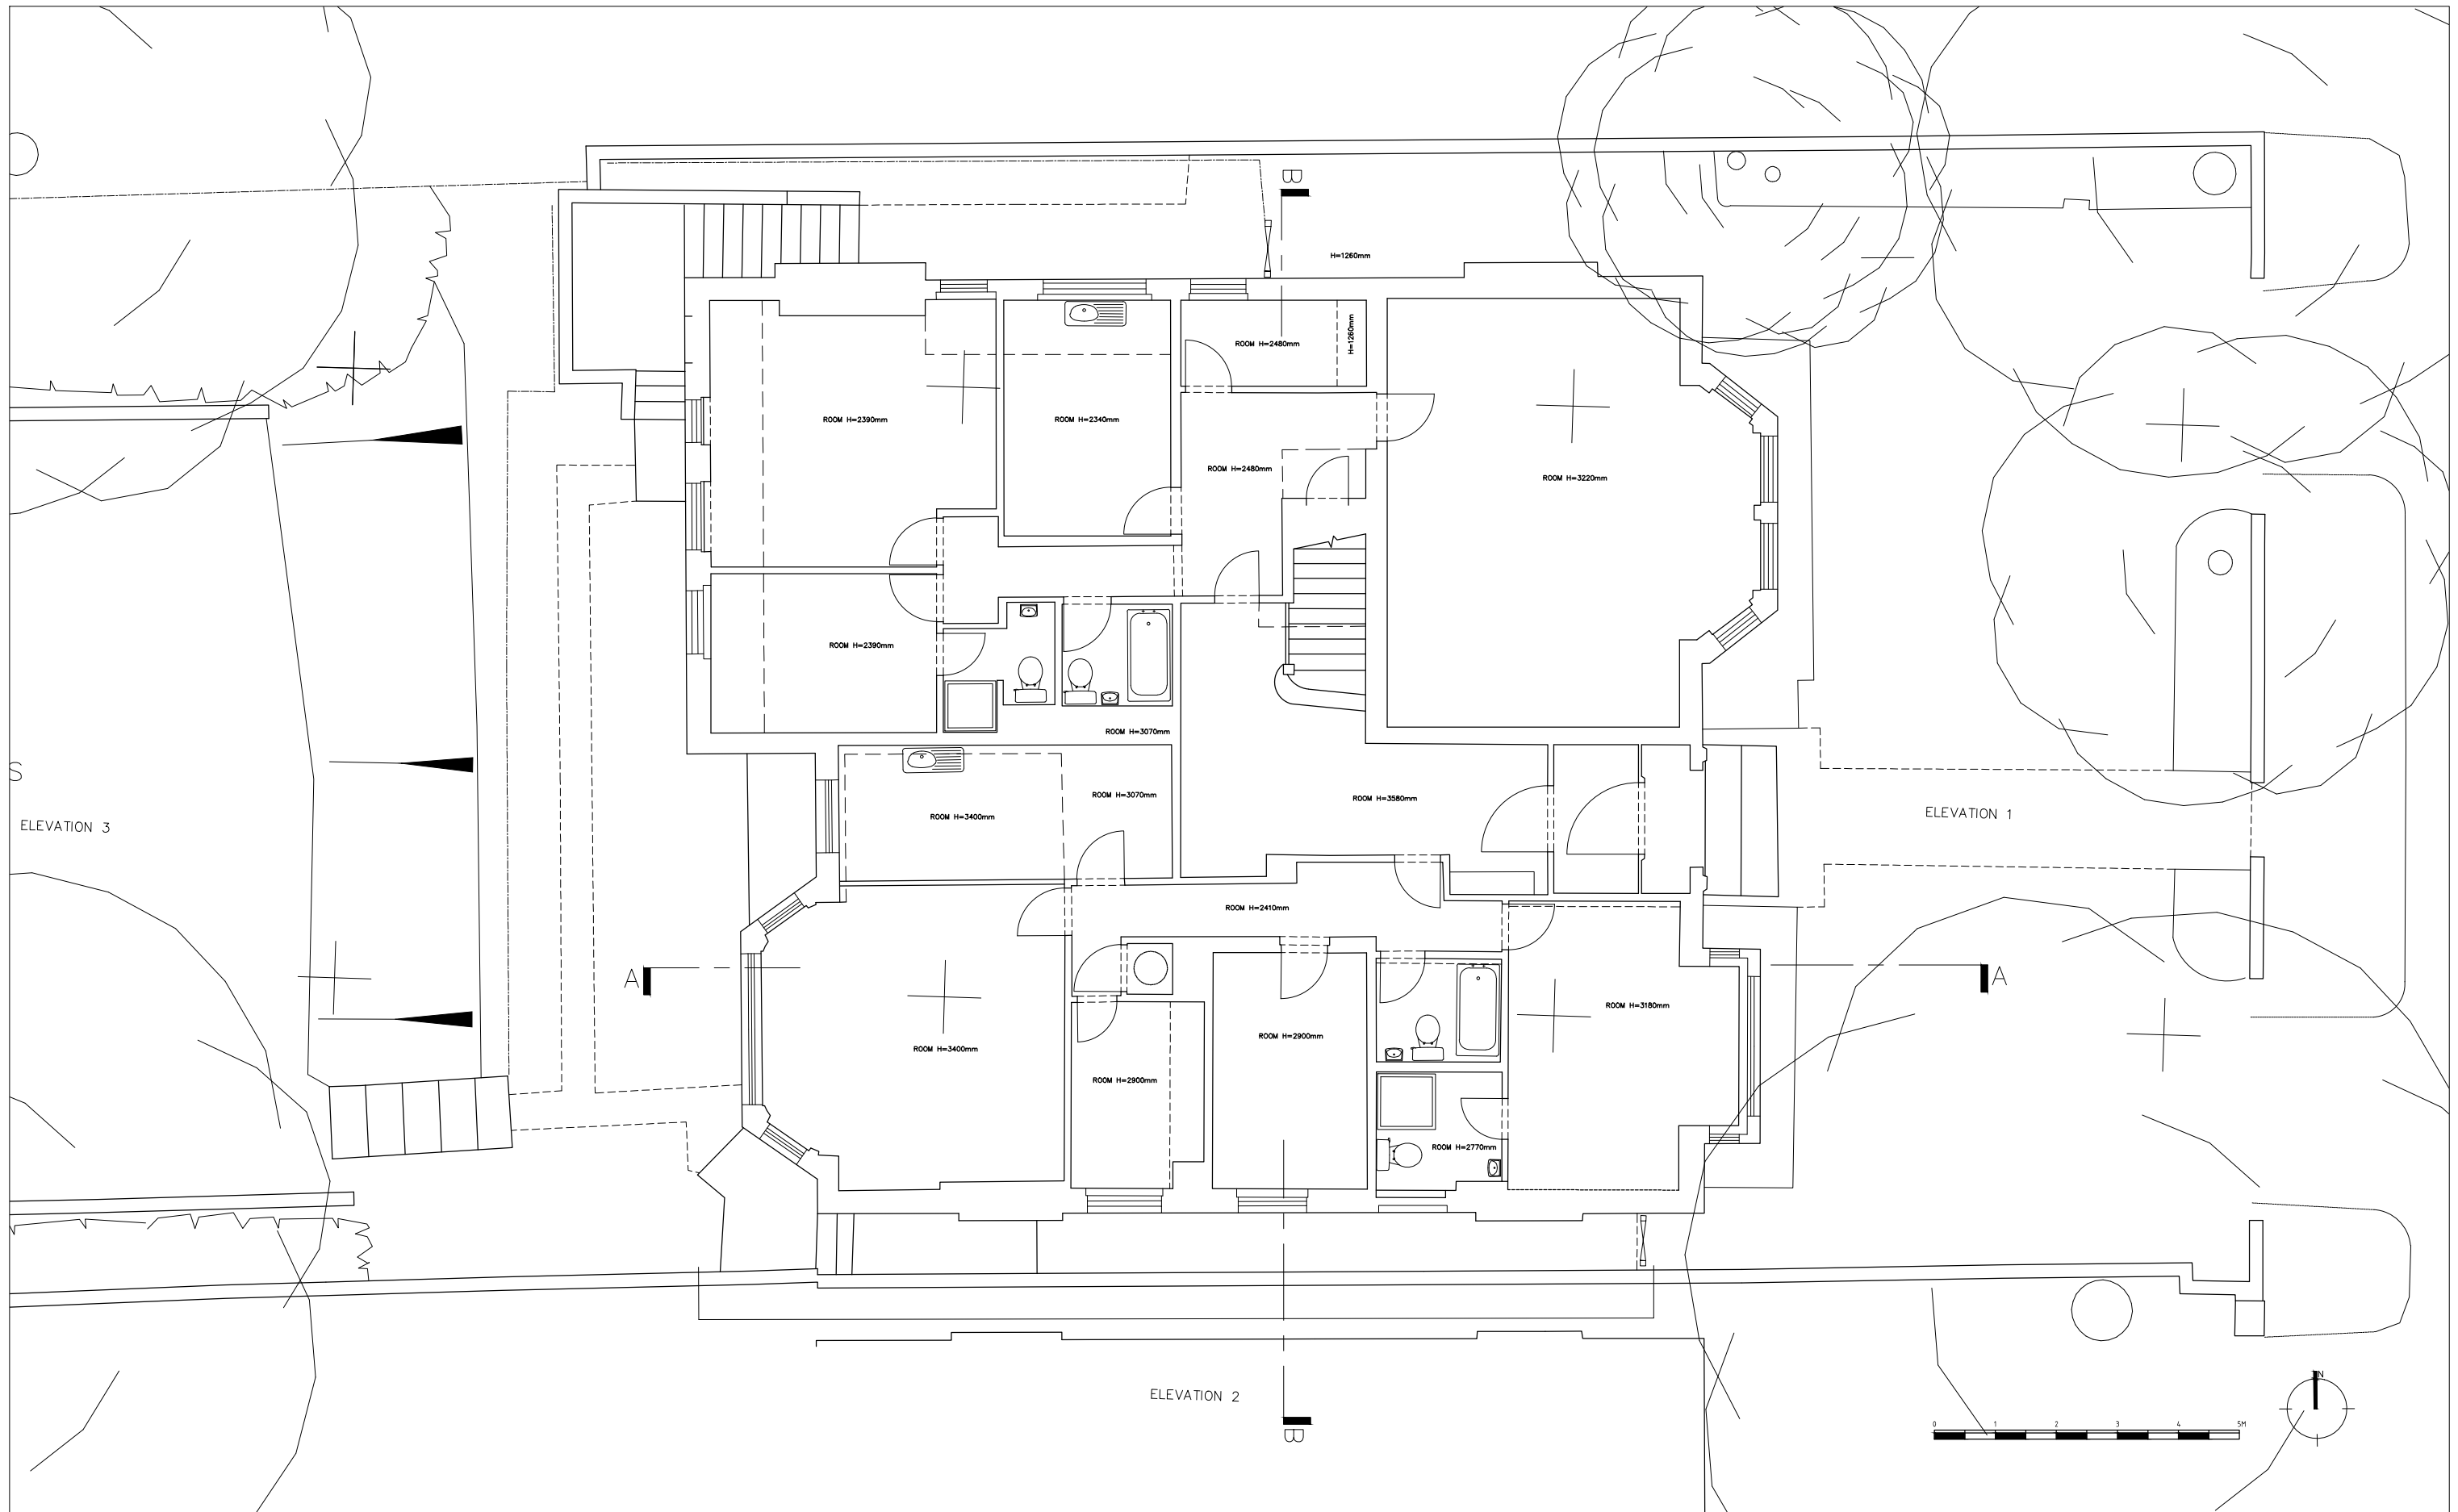 B
H=1260mm
H=1260mm
ROOM H=2480mm
ROOM H=2390mm
ROOM H=2340mm
ROOM H=2480mm
ROOM H=3220mm
ROOM H=2390mm
ROOM H=3070mm
S
ROOM H=3070mm
ROOM H=3580mm
ROOM H=3400mm
ELEVATION 3
ELEVATION 1
ROOM H=2410mm
A
A
ROOM H=3180mm
ROOM H=2900mm
ROOM H=3400mm
ROOM H=2900mm
ROOM H=2770mm
ELEVATION 2
N
0 1 2 3 4 5M
B